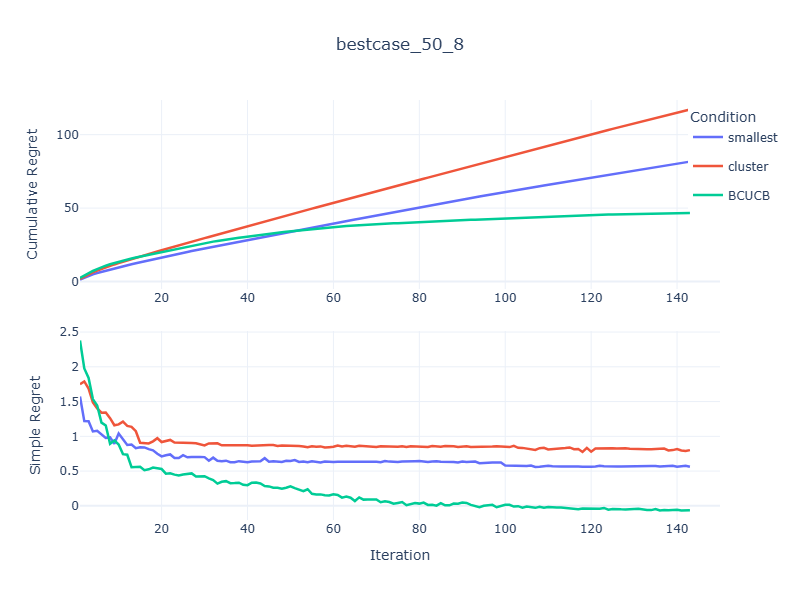 bestcase_50_8
Cumulative Regret
100
50
0
20 40 60 80 100 120 140
Condition
smallest
cluster
BCUCB
Simple Regret
2.5
2
1.5
1
0.5
0
20 40 60 80 100 120 140
Iteration